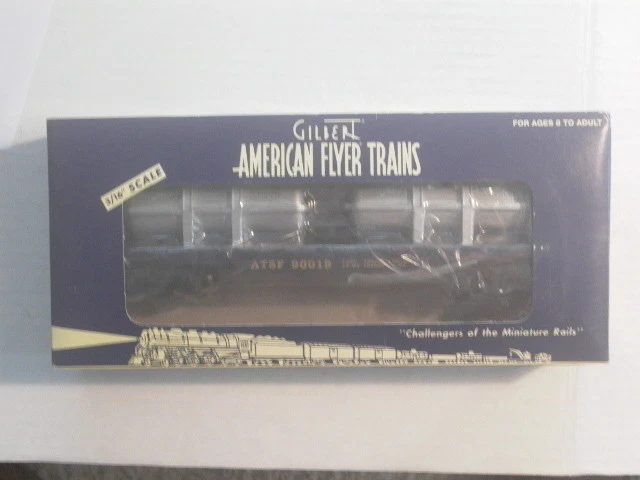 FOR AGES 8 TO ADULT
GILBERT
AMERICAN FLYER TRAINS
3/16" SCALE
ATSF
"Challengers of the Miniature Rails"